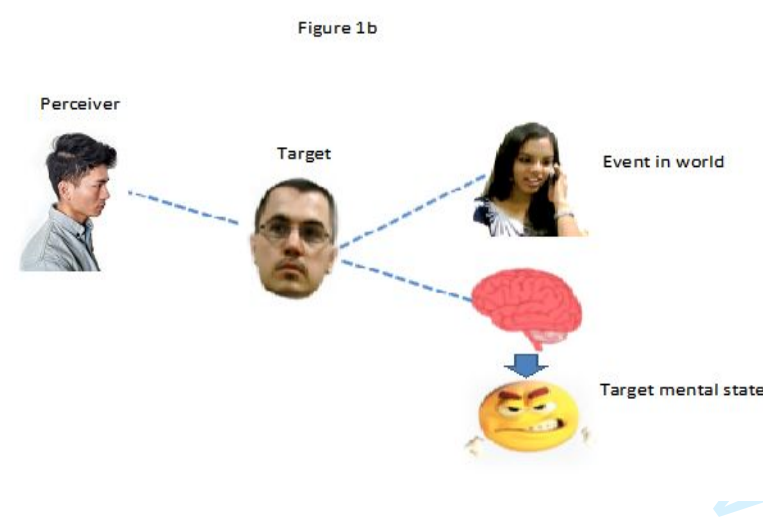 Figure 1b
Perceiver
Target
Event in world
Target mental state